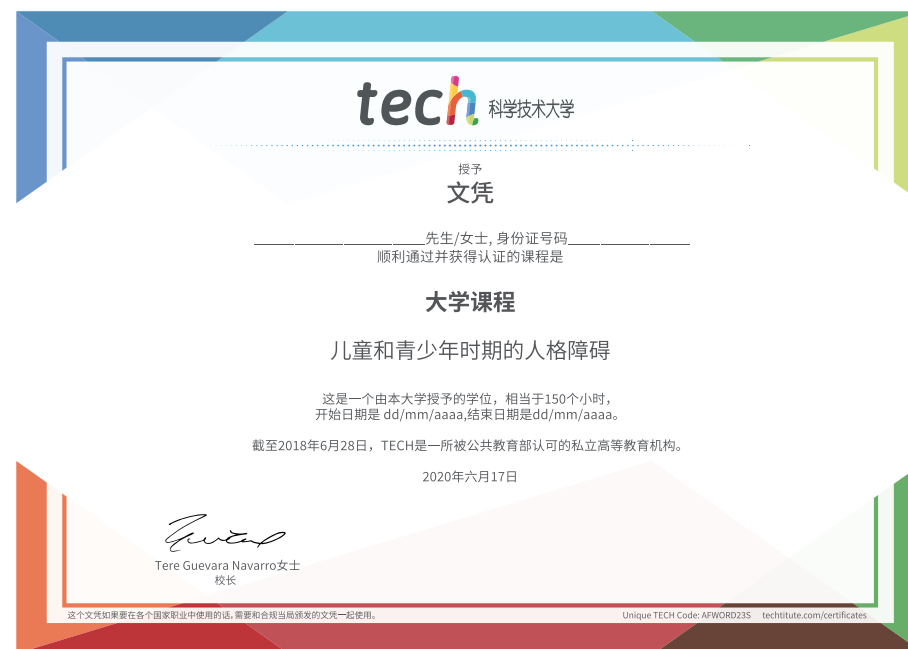 tech 科学技术大学
授予
文凭
先生/女士, 身份证号码
顺利通过并获得认证的课程是
大学课程
儿童和青少年时期的人格障碍
这是一个由本大学授予的学位，相当于150个小时，
开始日期是 dd/mm/aaaa,结束日期是dd/mm/aaaa。
截至2018年6月28日，TECH是一所被公共教育部认可的私立高等教育机构。
2020年六月17日
Tere Guevara Navarro女士
校长
这个文凭如果要在各个国家职业中使用的话,需要和合规当局颁发的文凭一起使用。
Unique TECH Code: AFWORD23S techtitute.com/certificates